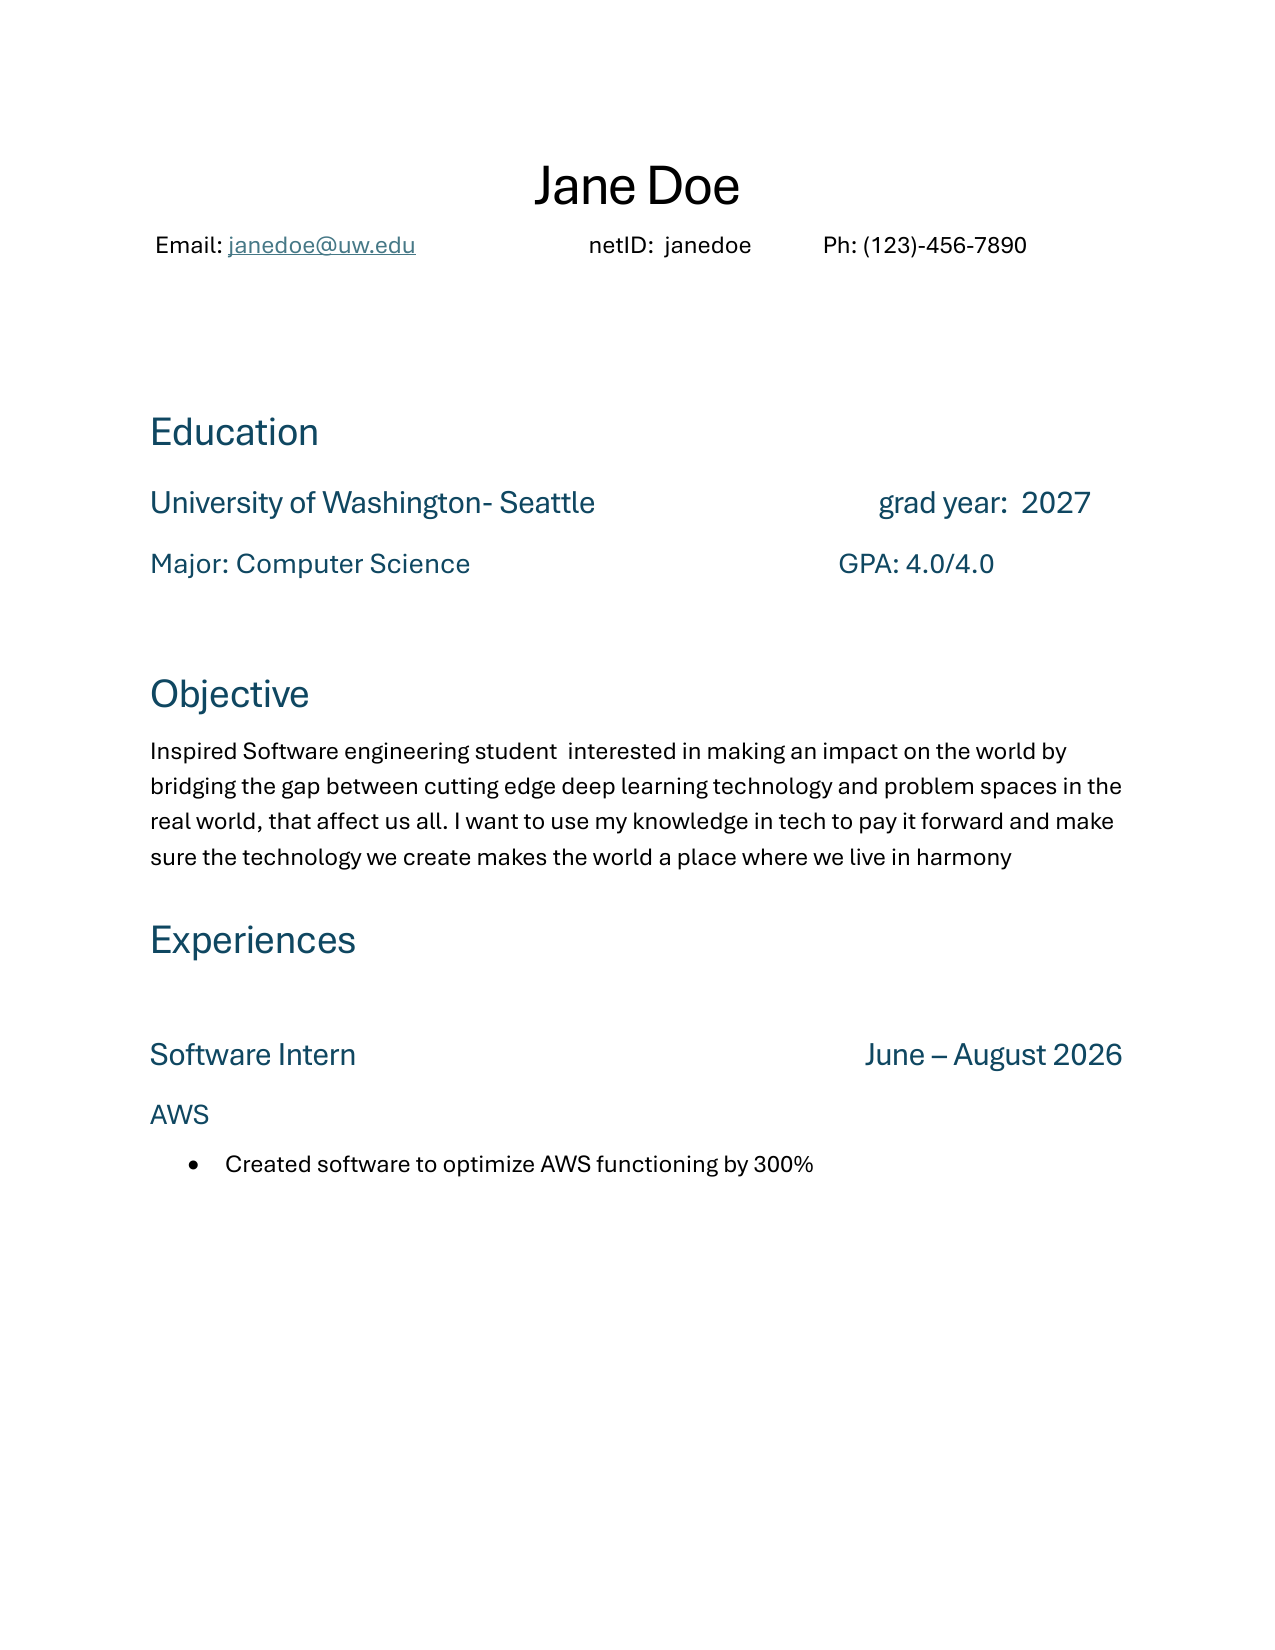 Jane Doe
Email: janedoe@uw.edu netID: janedoe Ph: (123)-456-7890
Education
University of Washington- Seattle grad year: 2027
Major: Computer Science GPA: 4.0/4.0
Objective
Inspired Software engineering student interested in making an impact on the world by
bridging the gap between cutting edge deep learning technology and problem spaces in the
real world, that affect us all. I want to use my knowledge in tech to pay it forward and make
sure the technology we create makes the world a place where we live in harmony
Experiences
Software Intern June – August 2026
AWS
• Created software to optimize AWS functioning by 300%